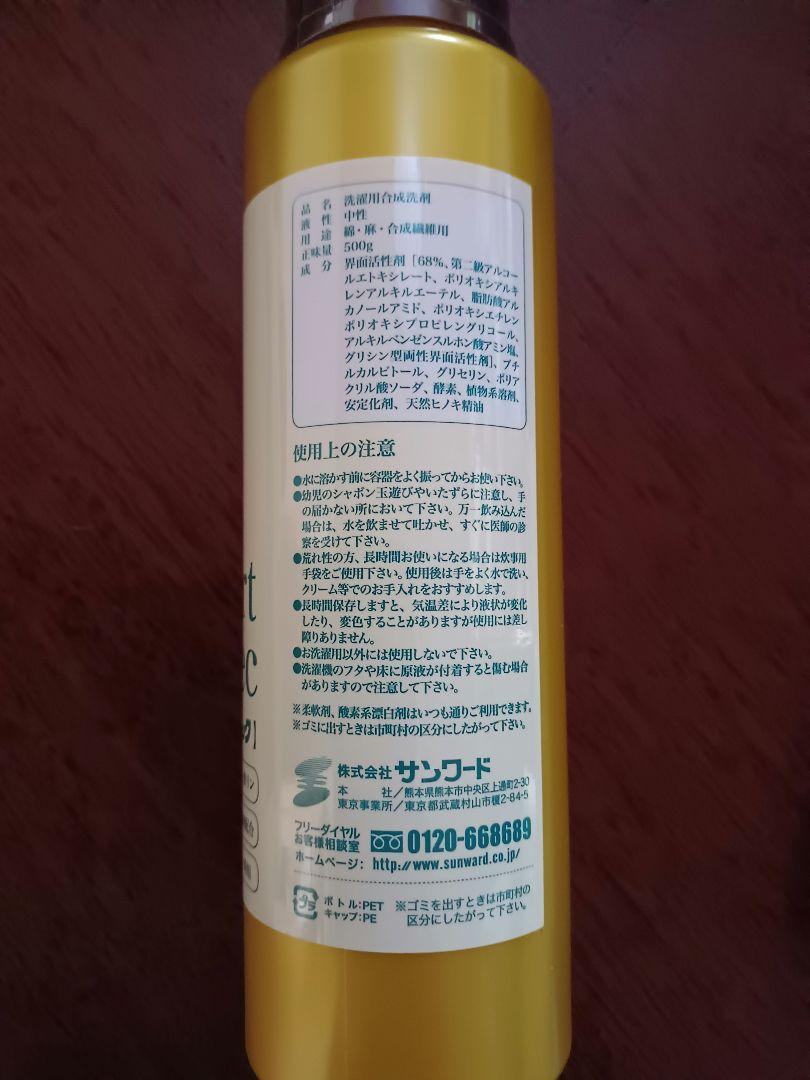 品名 洗濯用合成洗剤
液性 中性
用途 綿・麻・合成繊維用
正味量 500g
成分 界面活性剤［68%、第二級アルコー
ルエトキシレート、ポリオキシアルキ
レンアルキルエーテル、脂肪酸アル
カノールアミド、ポリオキシエチレン
ポリオキシプロピレングリコール、
アルキルベンゼンスルホン酸アミン塩、
グリシン型両性界面活性剤］、ブチ
ルカルビトール、グリセリン、ポリア
クリル酸ソーダ、酵素、植物系溶剤、
安定化剤、天然ヒノキ精油
使用上の注意
●水に溶かす前に容器をよく振ってからお使い下さい。
●幼児のシャボン玉遊びやいたずらに注意し、手
の届かない所において下さい。万一飲み込んだ
場合は、水を飲ませて吐かせ、すぐに医師の診
察を受けて下さい。
●荒れ性の方、長時間お使いになる場合は炊事用
手袋をご使用下さい。使用後は手をよく水で洗い、
クリーム等でのお手入れをおすすめします。
●長時間保存しますと、気温差により液状が変化
したり、変色することがありますが使用には差し
障りありません。
●お洗濯用以外には使用しないで下さい。
●洗濯機のフタや床に原液が付着すると傷む場合
がありますので注意して下さい。
※柔軟剤、酸素系漂白剤はいつも通りご利用できます。
※ゴミに出すときは市町村の区分にしたがって下さい。
株式会社サンワード
本社／熊本県熊本市中央区上通町2-30
東京事業所／東京都武蔵村山市榎2-84-5
フリーダイヤル
お客様相談室 0120-668689
ホームページ： http://www.sunward.co.jp/
プラ ボトル:PET ※ゴミを出すときは市町村の
キャップ:PE 区分にしたがって下さい。